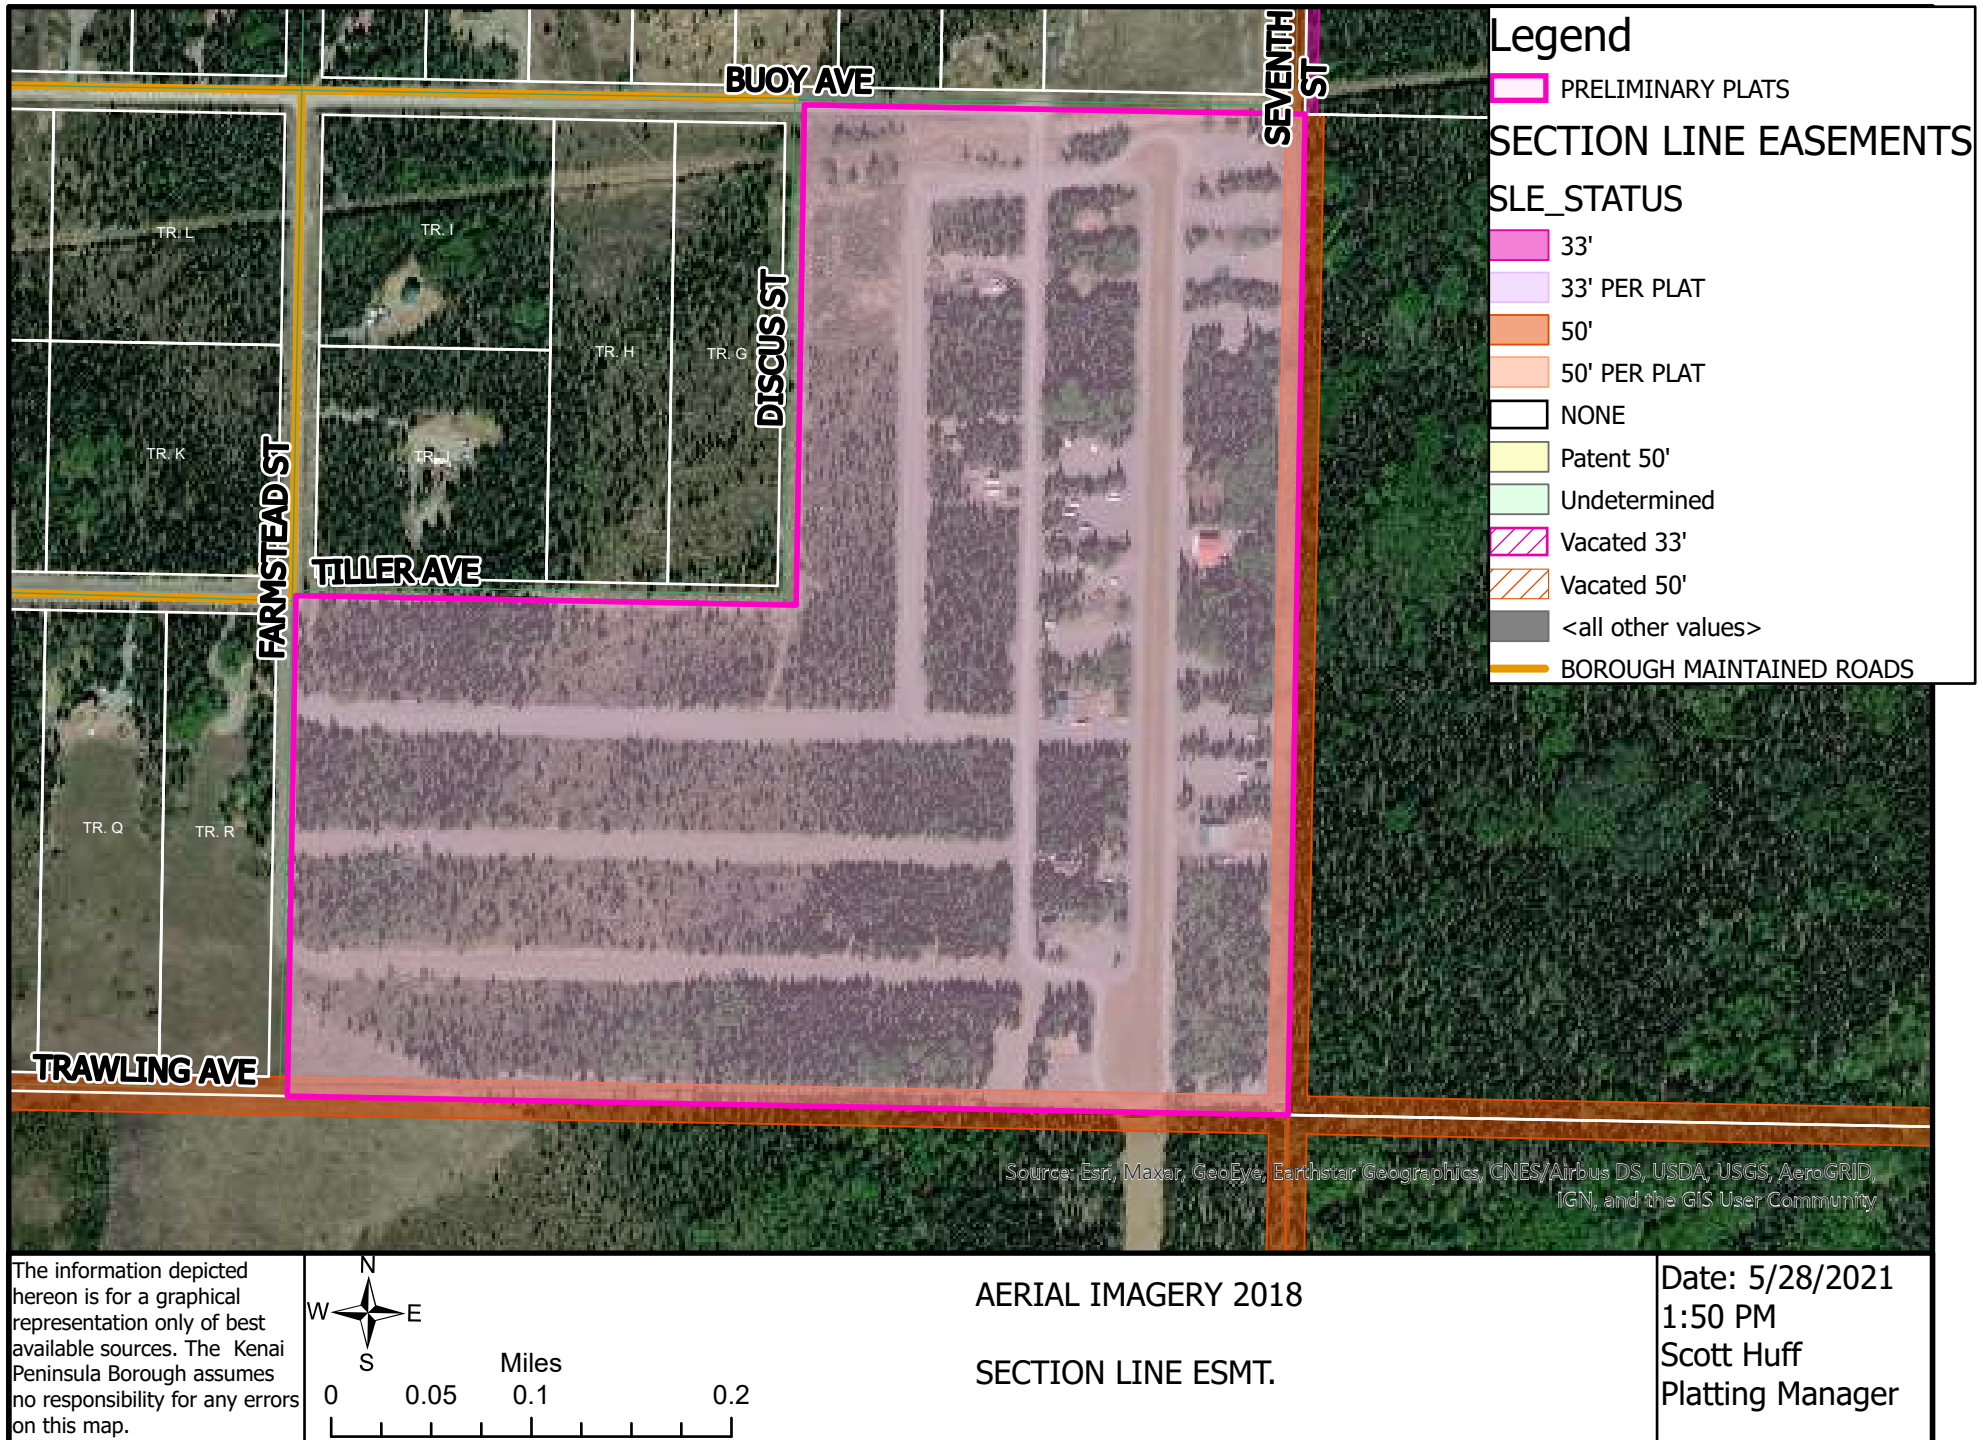 BUOY AVE
SEVENTH
ST
TR. L
TR. I
TR. H
TR. G
DISCUS ST
TR. K
TR. J
FARMSTEAD ST
TILLER AVE
TR. Q
TR. R
TRAWLING AVE
Legend
PRELIMINARY PLATS
SECTION LINE EASEMENTS
SLE_STATUS
33'
33' PER PLAT
50'
50' PER PLAT
NONE
Patent 50'
Undetermined
Vacated 33'
Vacated 50'
<all other values>
BOROUGH MAINTAINED ROADS
Source: Esri, Maxar, GeoEye, Earthstar Geographics, CNES/Airbus DS, USDA, USGS, AeroGRID,
IGN, and the GIS User Community
The information depicted
hereon is for a graphical
representation only of best
available sources. The Kenai
Peninsula Borough assumes
no responsibility for any errors
on this map.
N
W E
S
Miles
0 0.05 0.1 0.2
AERIAL IMAGERY 2018
SECTION LINE ESMT.
Date: 5/28/2021
1:50 PM
Scott Huff
Platting Manager